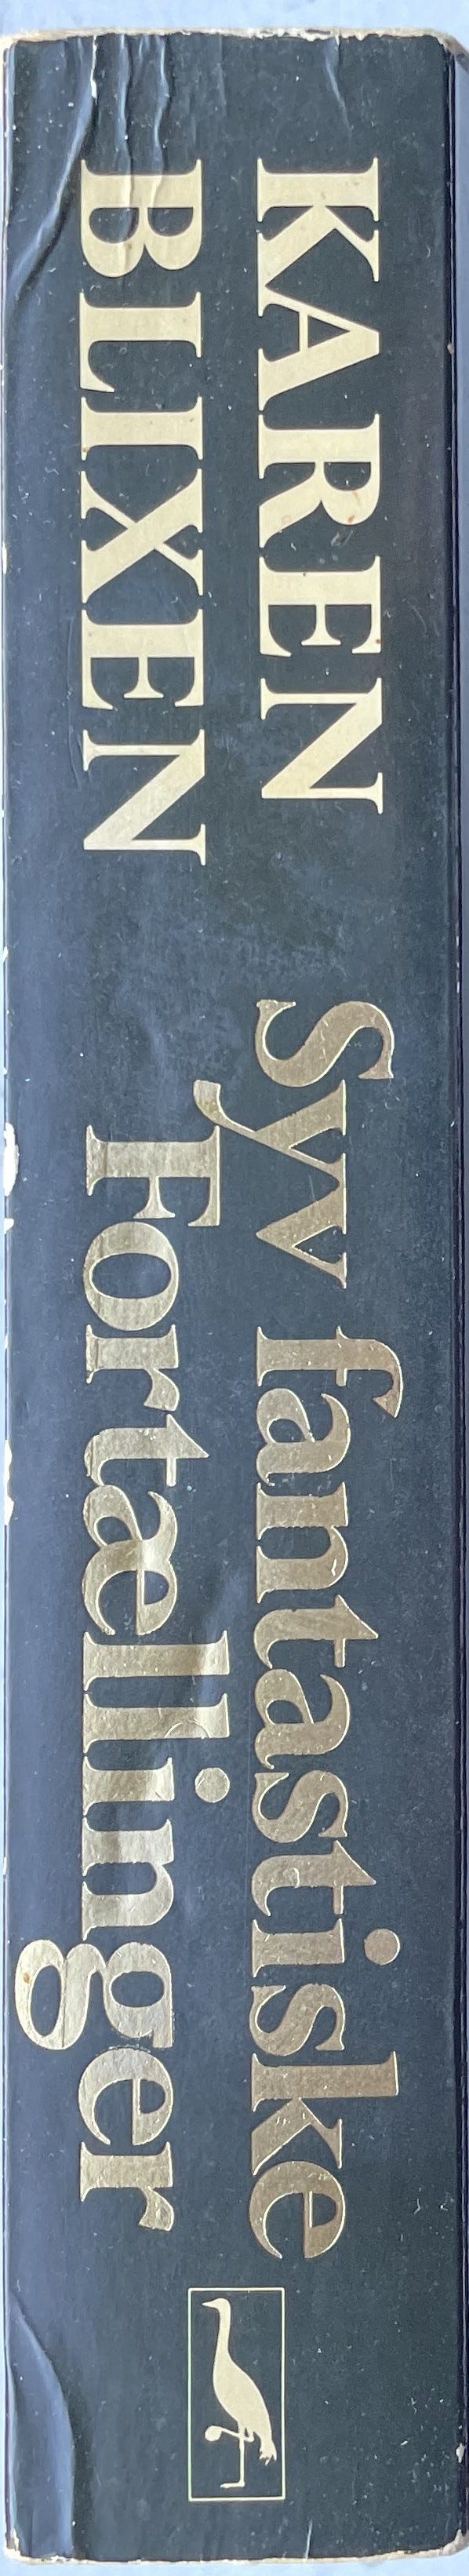 KAREN
BLIXEN
Syv fantastiske
Fortællinger